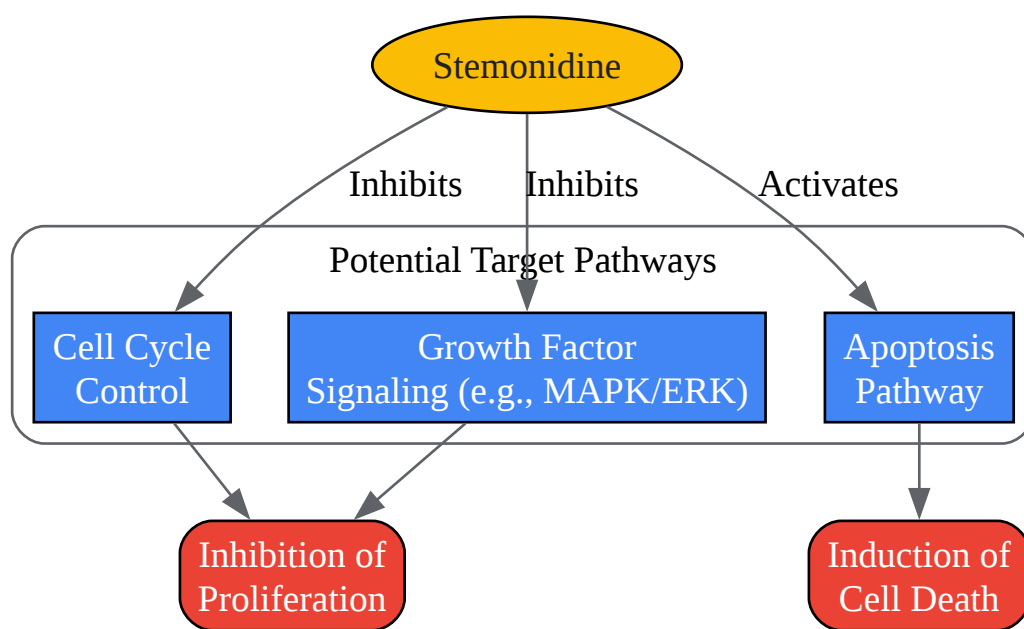 Stemonidine
Inhibits
Inhibits
Activates
Potential Target Pathways
Cell Cycle
Control
Growth Factor
Signaling (e.g., MAPK/ERK)
Apoptosis
Pathway
Inhibition of
Proliferation
Induction of
Cell Death